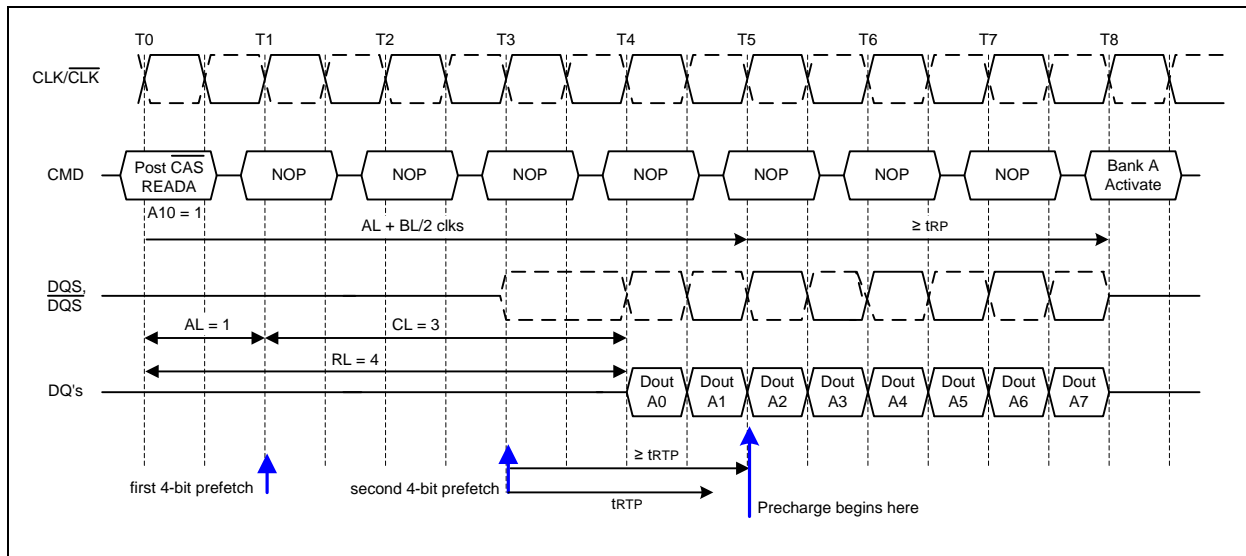 T0 T1 T2 T3 T4 T5 T6 T7 T8
CLK/CLK
CMD
Post CAS
READA
NOP NOP NOP NOP NOP NOP NOP
Bank A
Activate
A10 = 1
AL + BL/2 clks
≥ tRP
DQS,
DQS
AL = 1
CL = 3
RL = 4
DQ's
Dout Dout Dout Dout Dout Dout Dout Dout
A0 A1 A2 A3 A4 A5 A6 A7
≥ tRTP
first 4-bit prefetch
second 4-bit prefetch
tRTP
Precharge begins here